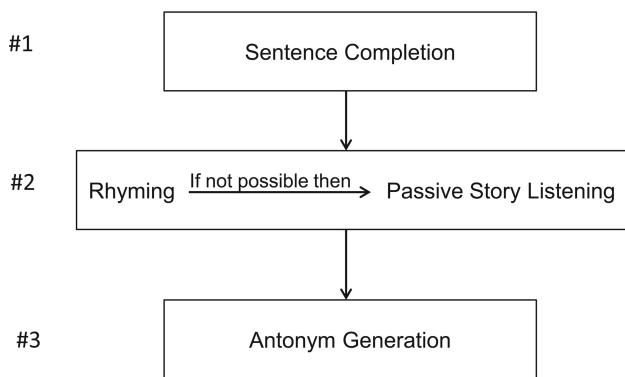 #1
Sentence Completion
#2
Rhyming If not possible then Passive Story Listening
#3
Antonym Generation